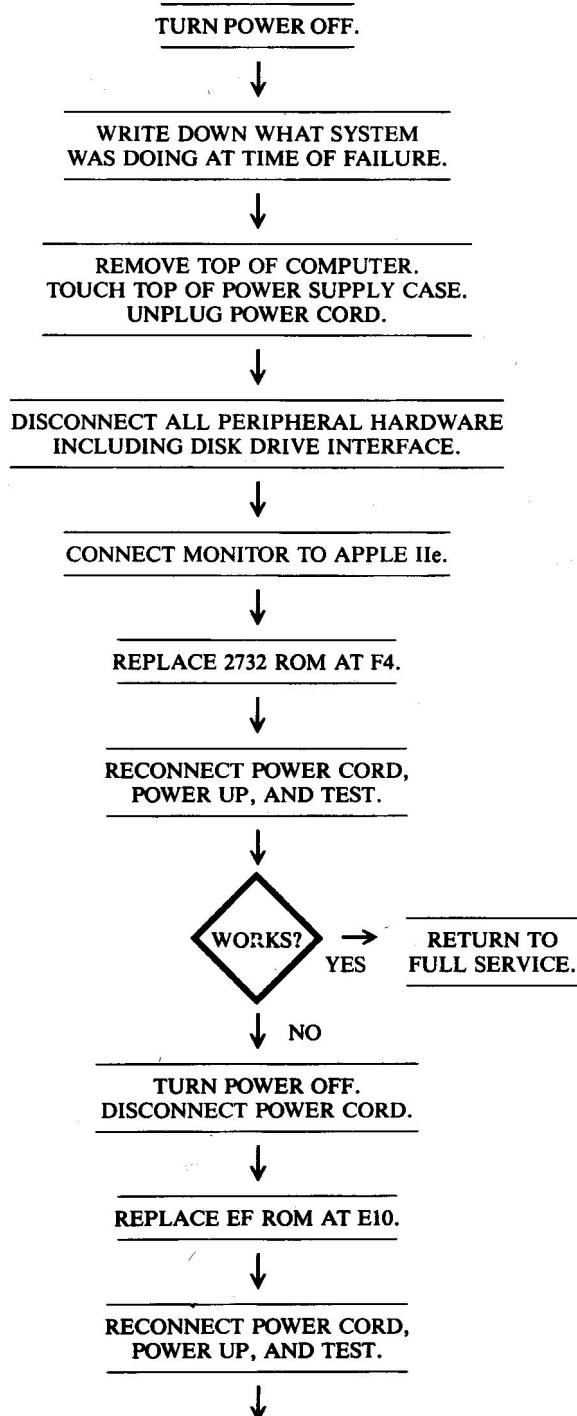 TURN POWER OFF.
WRITE DOWN WHAT SYSTEM
WAS DOING AT TIME OF FAILURE.
REMOVE TOP OF COMPUTER.
TOUCH TOP OF POWER SUPPLY CASE.
UNPLUG POWER CORD.
DISCONNECT ALL PERIPHERAL HARDWARE
INCLUDING DISK DRIVE INTERFACE.
CONNECT MONITOR TO APPLE IIe.
REPLACE 2732 ROM AT F4.
RECONNECT POWER CORD,
POWER UP, AND TEST.
WORKS?
YES
RETURN TO
FULL SERVICE.
NO
TURN POWER OFF.
DISCONNECT POWER CORD.
REPLACE EF ROM AT E10.
RECONNECT POWER CORD,
POWER UP, AND TEST.